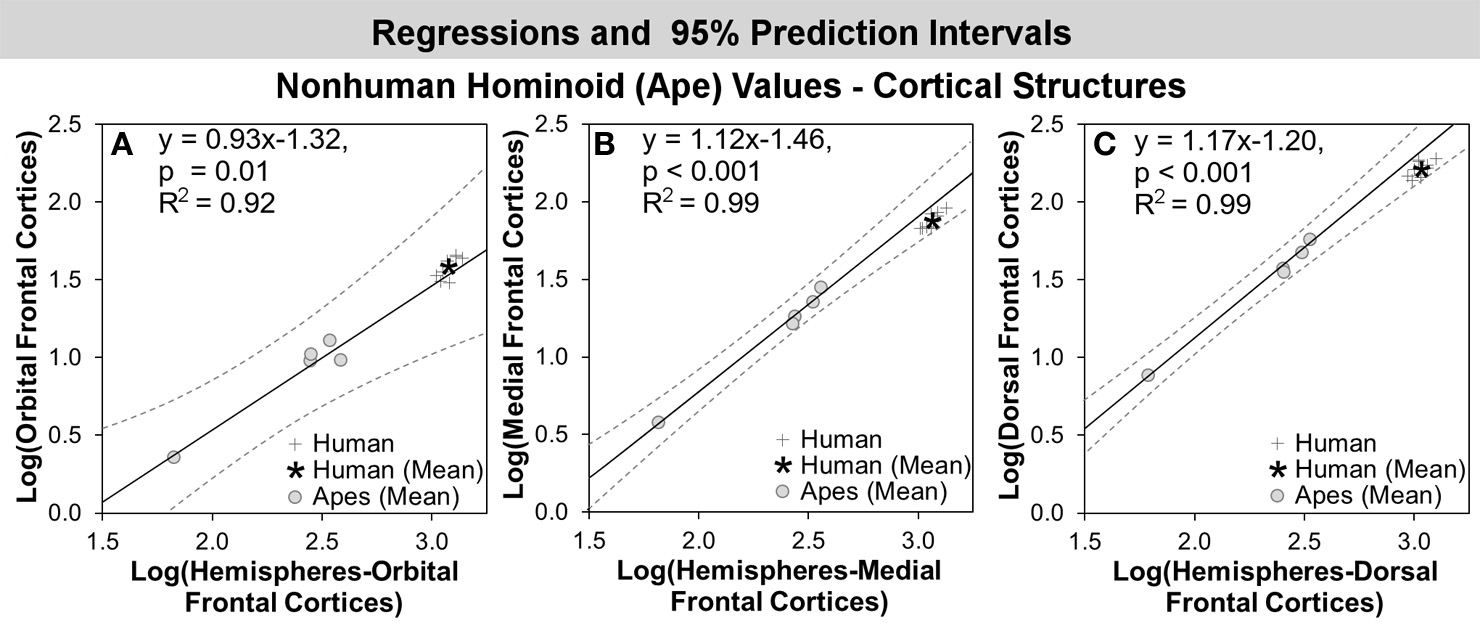 Regressions and  95% Prediction Intervals
Nonhuman Hominoid (Ape) Values - Cortical Structures
A
y = 0.93x-1.32,
p  = 0.01
R² = 0.92
Log(Orbital Frontal Cortices)
2.5
2.0
1.5
1.0
0.5
0.0
Human
Human (Mean)
Apes (Mean)
1.5 2.0 2.5 3.0
Log(Hemispheres-Orbital
Frontal Cortices)
B
y = 1.12x-1.46,
p < 0.001
R² = 0.99
Log(Medial Frontal Cortices)
2.5
2.0
1.5
1.0
0.5
0.0
Human
Human (Mean)
Apes (Mean)
1.5 2.0 2.5 3.0
Log(Hemispheres-Medial
Frontal Cortices)
C
y = 1.17x-1.20,
p < 0.001
R² = 0.99
Log(Dorsal Frontal Cortices)
2.5
2.0
1.5
1.0
0.5
0.0
Human
Human (Mean)
Apes (Mean)
1.5 2.0 2.5 3.0
Log(Hemispheres-Dorsal
Frontal Cortices)